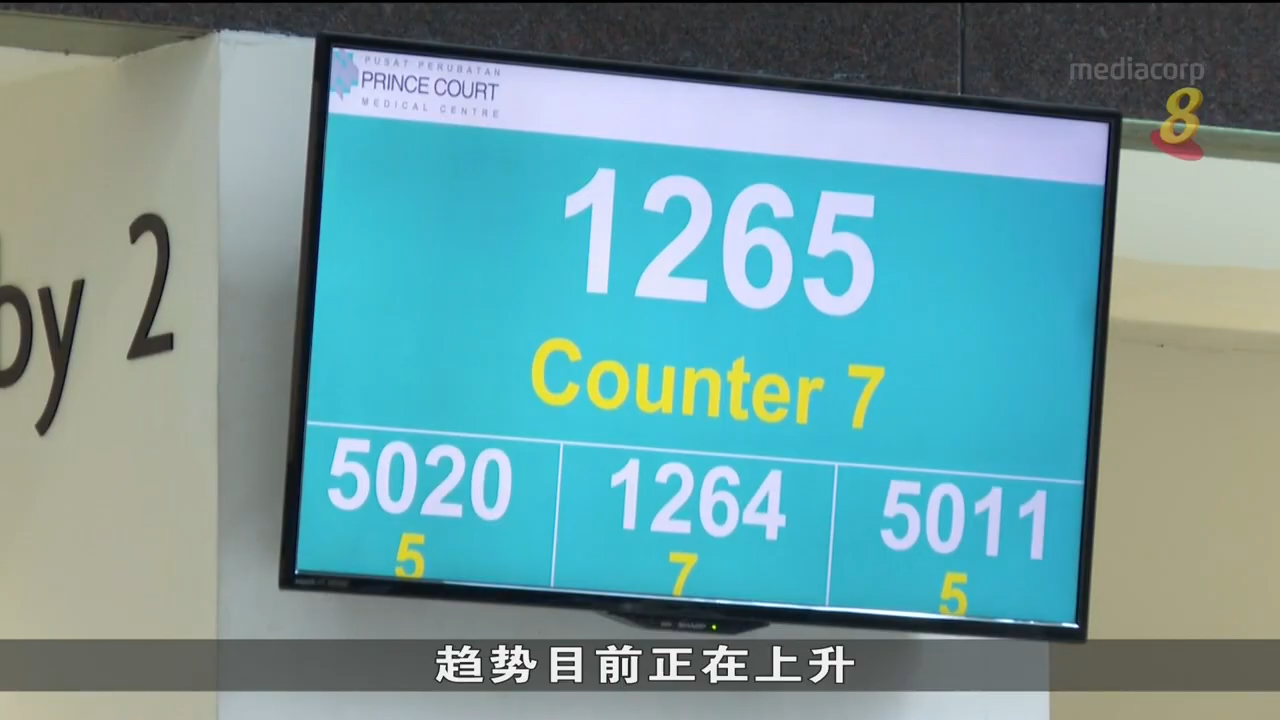 mediacorp
8
PUSAT PERUBATAN
PRINCE COURT
MEDICAL CENTRE
by 2
1265
Counter 7
5020
5
1264
7
5011
5
SHARP
趋势目前正在上升